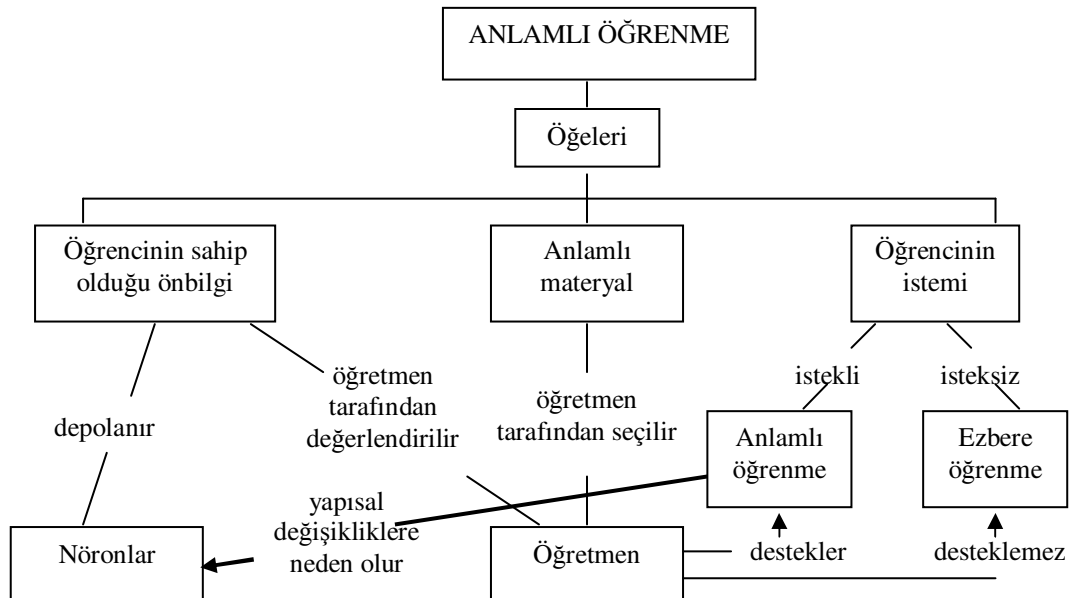 ANLAMLI ÖĞRENME
Öğeleri
Öğrencinin sahip
olduğu önbilgi
Anlamlı
materyal
Öğrencinin
istemi
depolanır
öğretmen
tarafından
değerlendirilir
öğretmen
tarafından seçilir
istekli
isteksiz
Anlamlı
öğrenme
Ezbere
öğrenme
yapısal
değişikliklere
neden olur
Nöronlar
Öğretmen
destekler
desteklemez